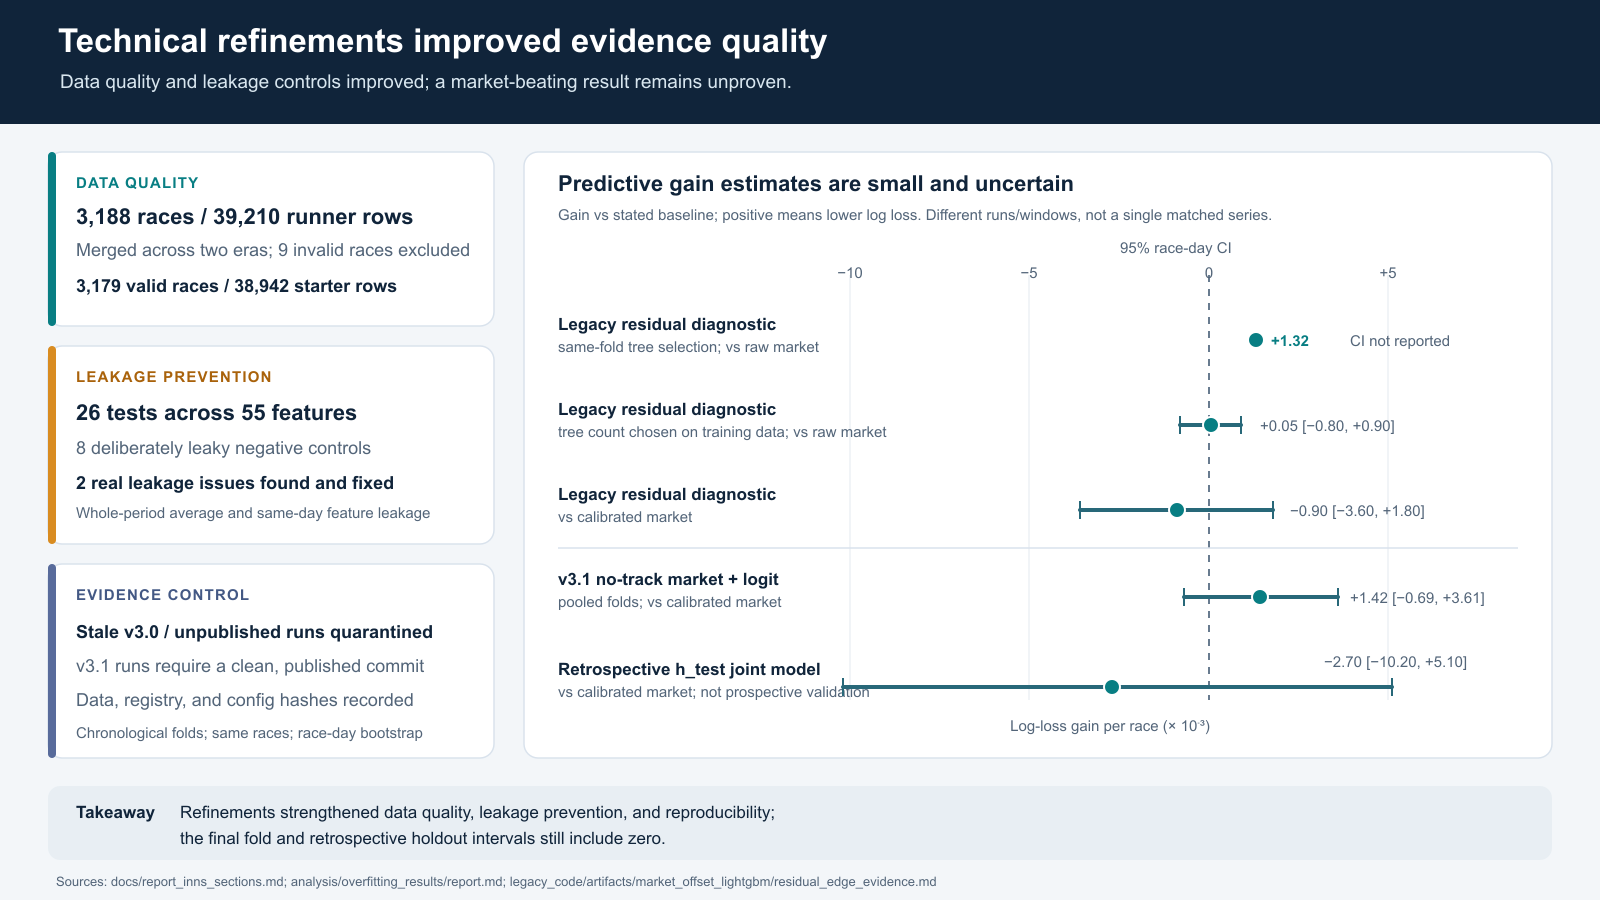 Technical refinements improved evidence quality
Data quality and leakage controls improved; a market-beating result remains unproven.
DATA QUALITY
3,188 races / 39,210 runner rows
Merged across two eras; 9 invalid races excluded
3,179 valid races / 38,942 starter rows
LEAKAGE PREVENTION
26 tests across 55 features
8 deliberately leaky negative controls
2 real leakage issues found and fixed
Whole-period average and same-day feature leakage
EVIDENCE CONTROL
Stale v3.0 / unpublished runs quarantined
v3.1 runs require a clean, published commit
Data, registry, and config hashes recorded
Chronological folds; same races; race-day bootstrap
Predictive gain estimates are small and uncertain
Gain vs stated baseline; positive means lower log loss. Different runs/windows, not a single matched series.
95% race-day CI
−10 −5 0 +5
Legacy residual diagnostic
same-fold tree selection; vs raw market
+1.32 CI not reported
Legacy residual diagnostic
tree count chosen on training data; vs raw market
+0.05 [−0.80, +0.90]
Legacy residual diagnostic
vs calibrated market
−0.90 [−3.60, +1.80]
v3.1 no-track market + logit
pooled folds; vs calibrated market
+1.42 [−0.69, +3.61]
Retrospective h_test joint model
vs calibrated market; not prospective validation
−2.70 [−10.20, +5.10]
Log-loss gain per race (× 10⁻³)
Takeaway Refinements strengthened data quality, leakage prevention, and reproducibility;
the final fold and retrospective holdout intervals still include zero.
Sources: docs/report_inns_sections.md; analysis/overfitting_results/report.md; legacy_code/artifacts/market_offset_lightgbm/residual_edge_evidence.md